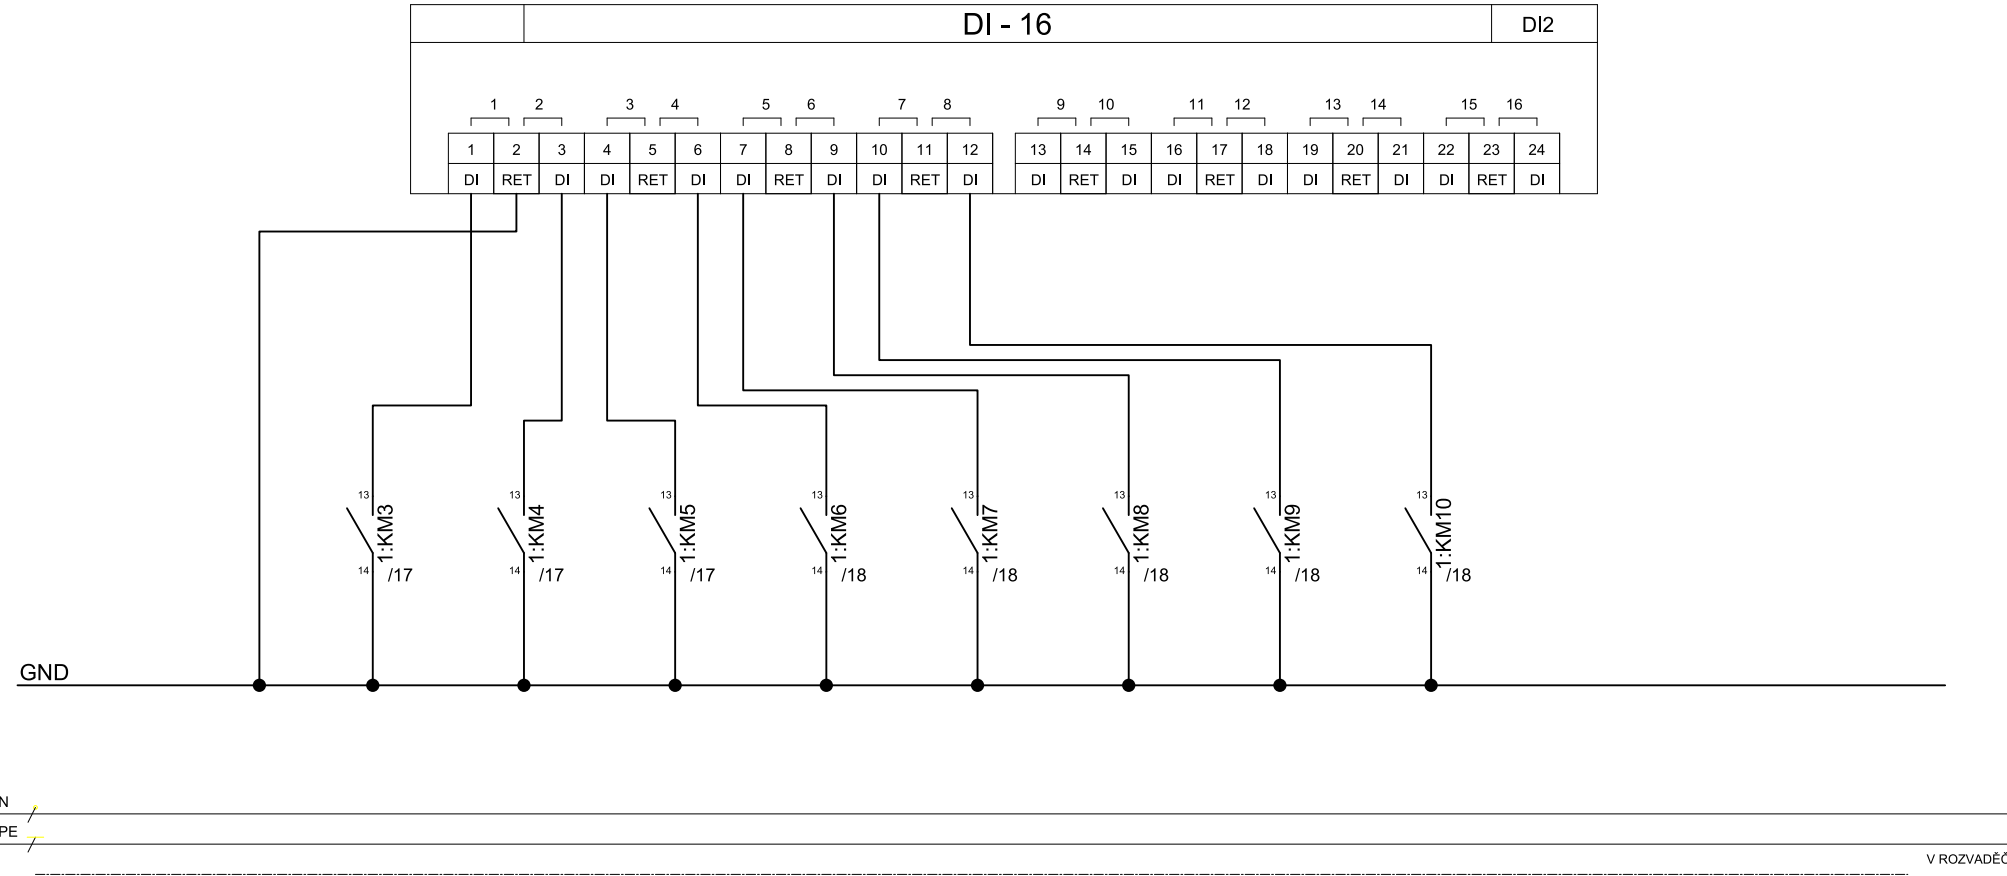 DI - 16 DI2
1 2 3 4 5 6 7 8 9 10 11 12 13 14 15 16
1 2 3 4 5 6 7 8 9 10 11 12 13 14 15 16 17 18 19 20 21 22 23 24
DI RET DI DI RET DI DI RET DI DI RET DI DI RET DI DI RET DI DI RET DI DI RET DI
13 13 13 13 13 13 13 13
1:KM3 1:KM4 1:KM5 1:KM6 1:KM7 1:KM8 1:KM9 1:KM10
14 /17 14 /17 14 /17 14 /18 14 /18 14 /18 14 /18 14 /18
GND
N
PE
V ROZVADĚČ